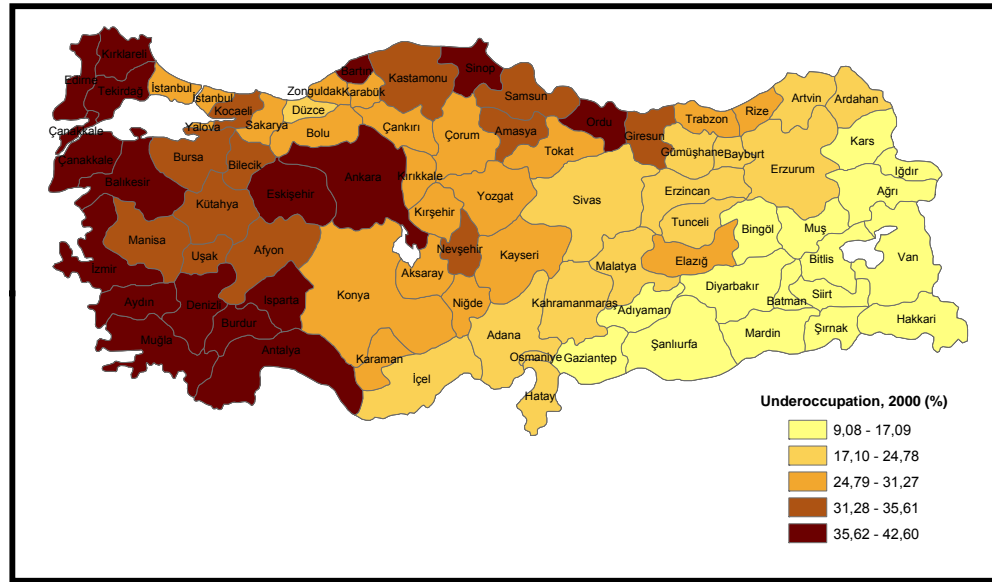 Kırklareli
Edirne
Tekirdağ
İstanbul
İstanbul
Kocaeli
Yalova
Sakarya
Düzce
Zonguldak
Bartın
Karabük
Kastamonu
Sinop
Samsun
Ordu
Giresun
Trabzon
Rize
Artvin
Ardahan
Kars
Iğdır
Ağrı
Bolu
Çankırı
Çorum
Amasya
Tokat
Gümüşhane
Bayburt
Erzurum
Çanakkale
Çanakkale
Balıkesir
Bursa
Bilecik
Eskişehir
Ankara
Kırıkkale
Yozgat
Sivas
Erzincan
Tunceli
Bingöl
Muş
Kütahya
Kırşehir
Manisa
Uşak
Afyon
Nevşehir
Kayseri
Malatya
Elazığ
Bitlis
Van
İzmir
Aksaray
Konya
Niğde
Kahramanmaraş
Adıyaman
Diyarbakır
Batman
Siirt
Aydın
Denizli
Isparta
Burdur
Muğla
Antalya
Karaman
İçel
Adana
Osmaniye
Gaziantep
Şanlıurfa
Mardin
Şırnak
Hakkari
Hatay
Underoccupation, 2000 (%)
9,08 - 17,09
17,10 - 24,78
24,79 - 31,27
31,28 - 35,61
35,62 - 42,60